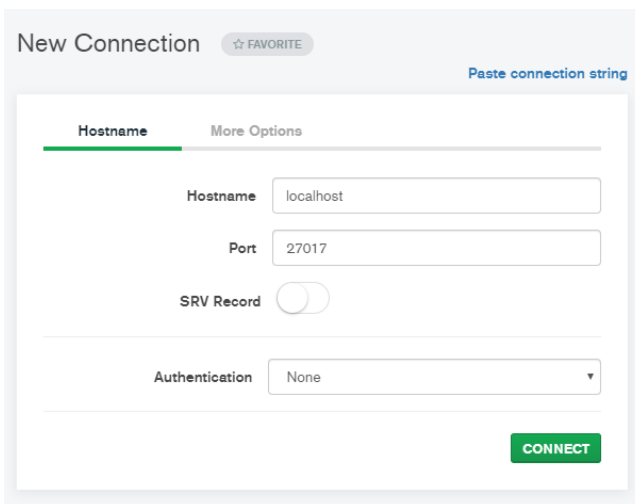 New Connection ☆ FAVORITE
Paste connection string
Hostname More Options
Hostname localhost
Port 27017
SRV Record
Authentication None
CONNECT